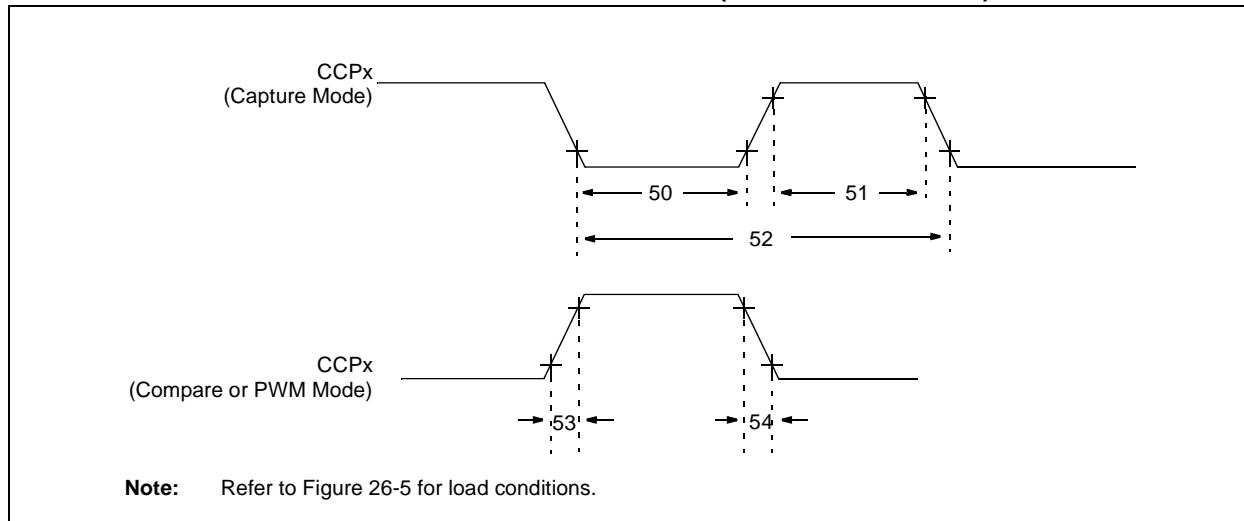 CCPx
(Capture Mode)
50
51
52
CCPx
(Compare or PWM Mode)
53
54
Note: Refer to Figure 26-5 for load conditions.